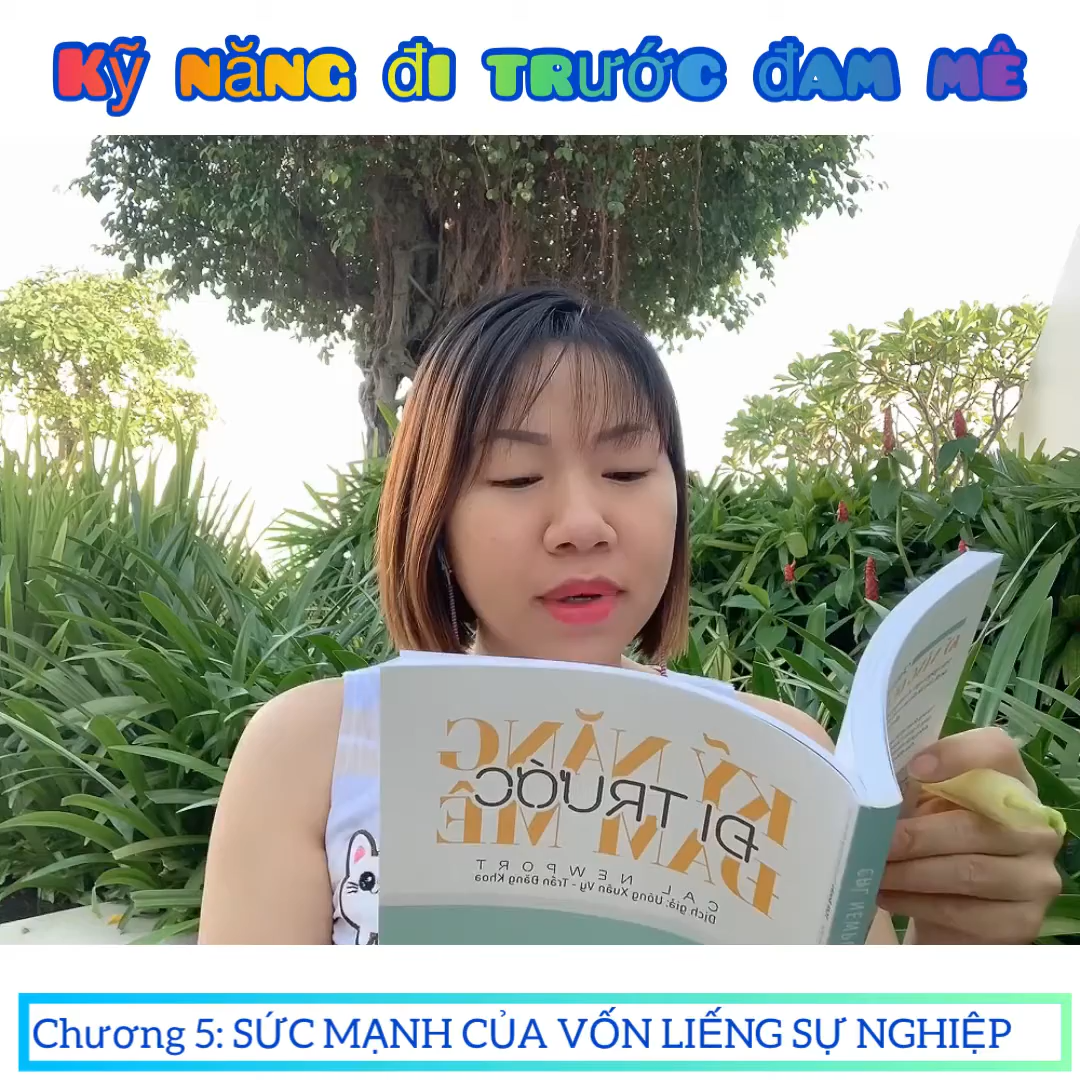 Kỹ NĂNG đi TRƯỚC đAM MÊ
KỸ NĂNG
ĐI TRƯỚC
ĐAM MÊ
CAL NEWPORT
Dịch giả: Uông Xuân Vy - Trần Đăng Khoa
Chương 5: SỨC MẠNH CỦA VỐN LIẾNG SỰ NGHIỆP